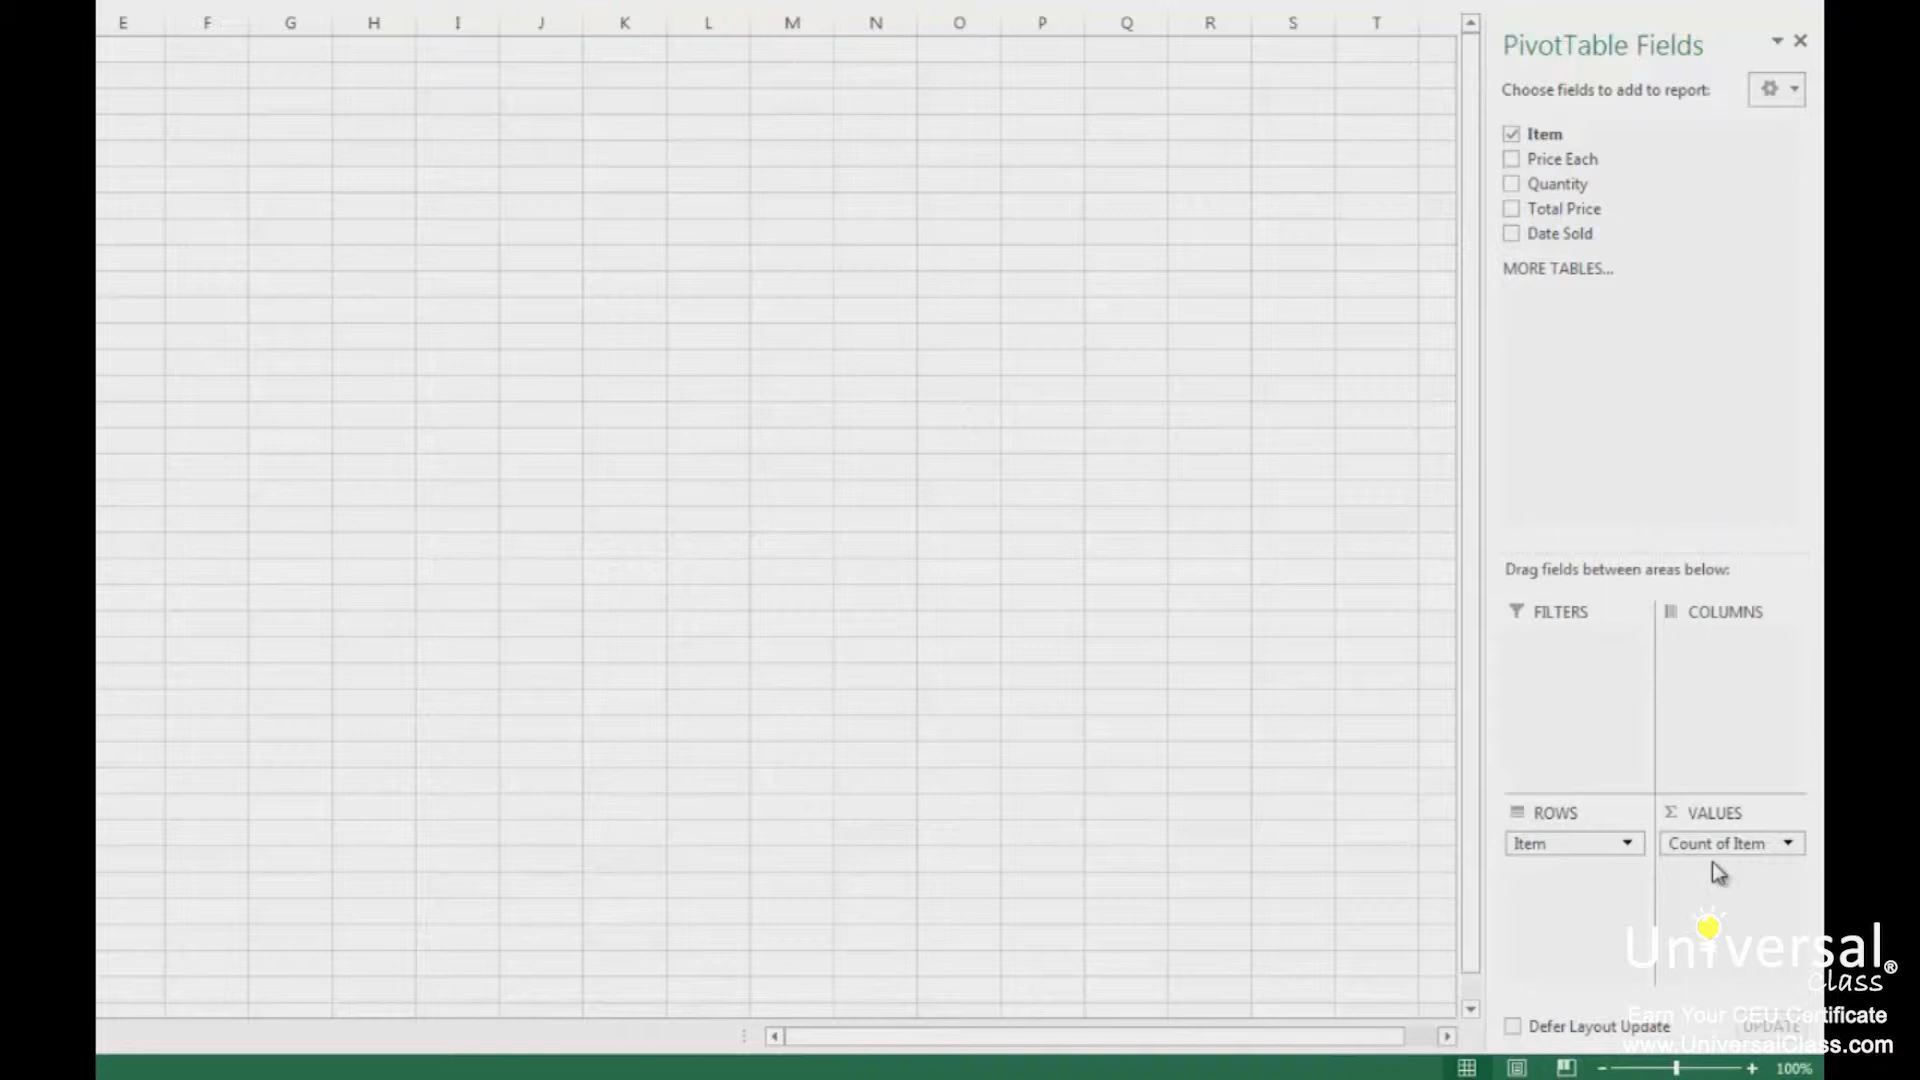 E F G H I J K L M N O P Q R S T
PivotTable Fields
Choose fields to add to report:
Item
Price Each
Quantity
Total Price
Date Sold
MORE TABLES...
Drag fields between areas below:
FILTERS
COLUMNS
ROWS
Σ VALUES
Item
Count of Item
Universal®
Class
Earn Your CEU Certificate
Defer Layout Update
UPDATE
www.UniversalClass.com
100%